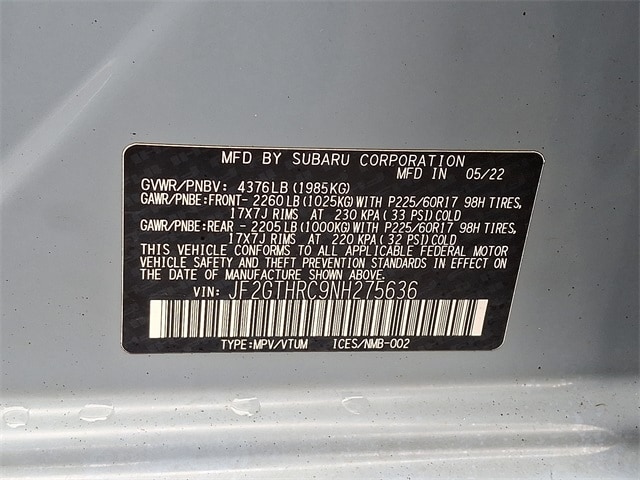 MFD BY SUBARU CORPORATION
MFD IN 05/22
GVWR/PNBV: 4376LB (1985KG)
GAWR/PNBE:FRONT- 2260LB (1025KG) WITH P225/60R17 98H TIRES,
17X7J RIMS AT 230 KPA ( 33 PSI) COLD
GAWR/PNBE:REAR - 2205LB (1000KG) WITH P225/60R17 98H TIRES,
17X7J RIMS AT 220 KPA ( 32 PSI) COLD
THIS VEHICLE CONFORMS TO ALL APPLICABLE FEDERAL MOTOR
VEHICLE SAFETY AND THEFT PREVENTION STANDARDS IN EFFECT
ON THE DATE OF MANUFACTURE SHOWN ABOVE.
VIN: JF2GTHRC9NH275636
TYPE:MPV/VTUM ICES/NMB-002